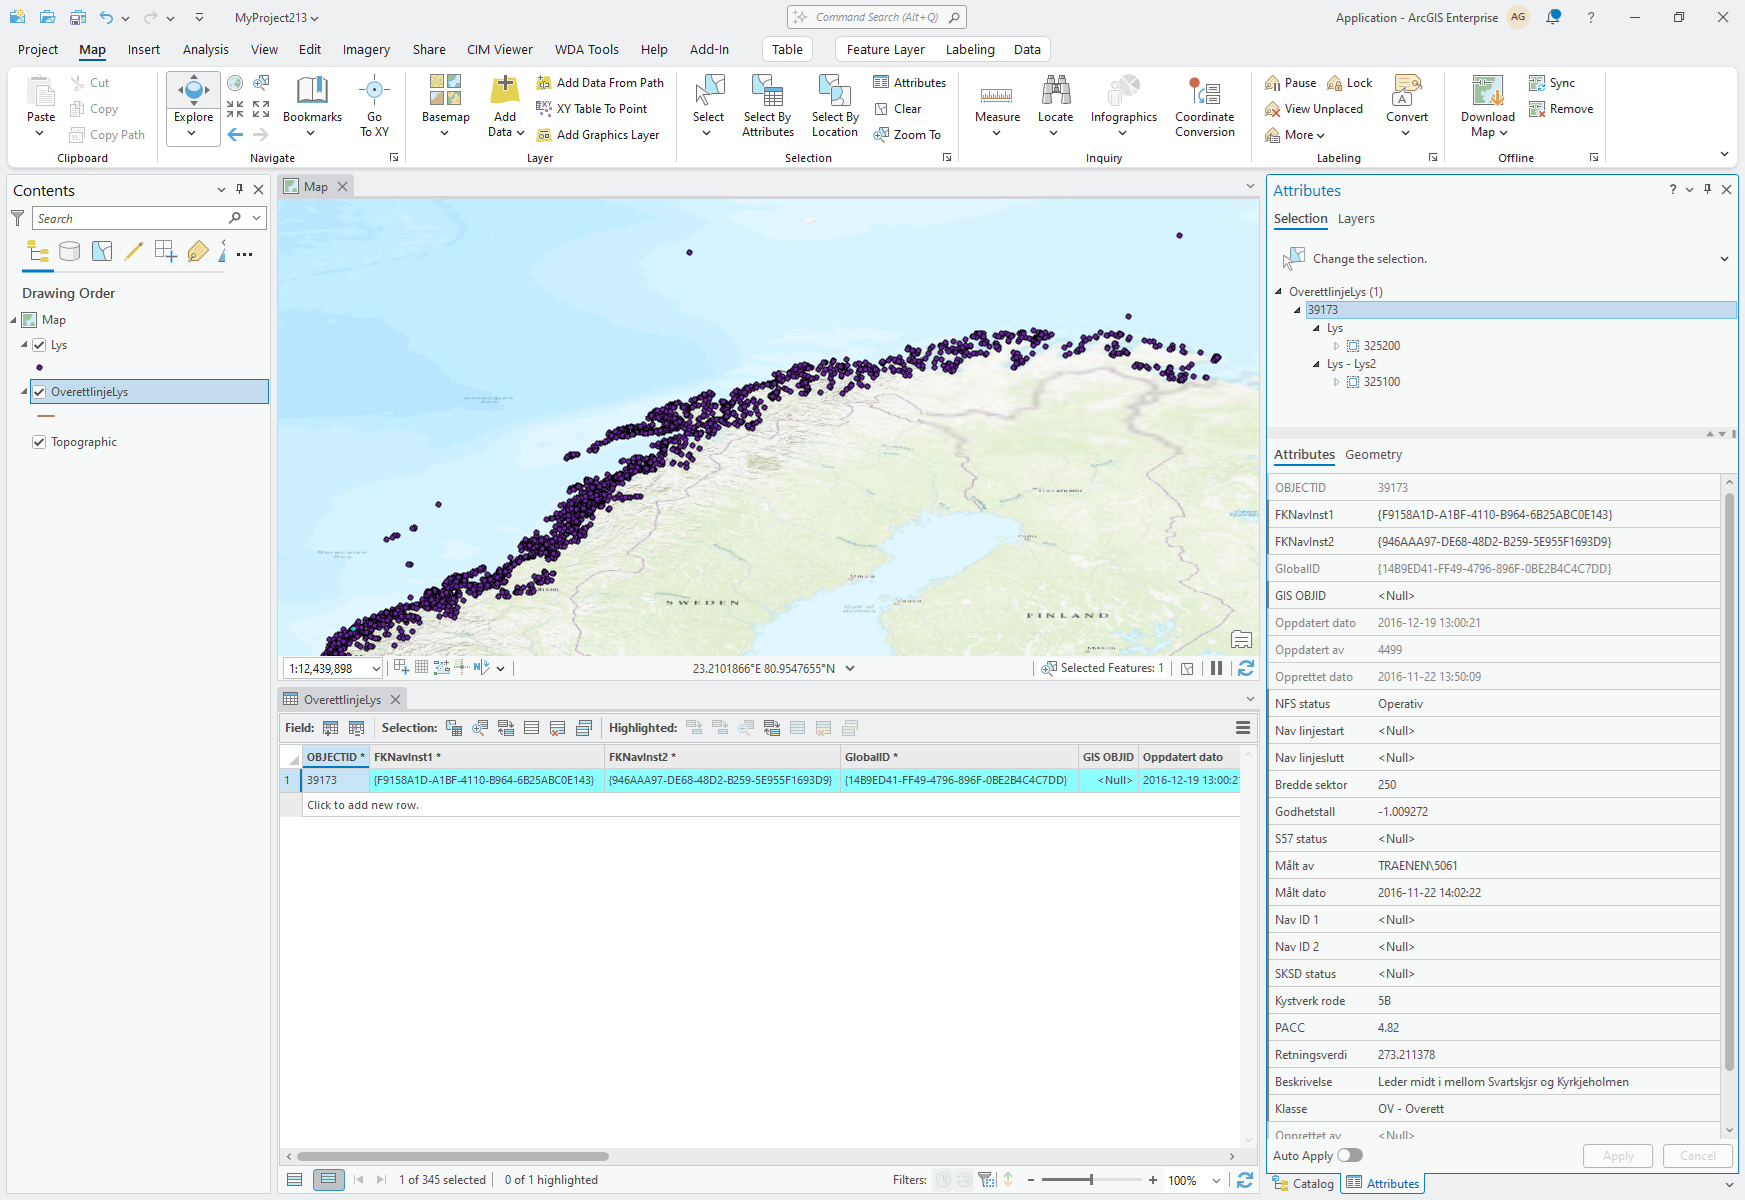 MyProject213
Command Search (Alt+Q)
Application - ArcGIS Enterprise
AG
?
Project
Map
Insert
Analysis
View
Edit
Imagery
Share
CIM Viewer
WDA Tools
Help
Add-In
Table
Feature Layer
Labeling
Data
Paste
Cut
Copy
Copy Path
Clipboard
Explore
Bookmarks
Go To XY
Navigate
Basemap
Add Data
Add Data From Path
XY Table To Point
Add Graphics Layer
Layer
Select
Select By Attributes
Select By Location
Attributes
Clear
Zoom To
Selection
Measure
Locate
Infographics
Coordinate Conversion
Inquiry
Pause
Lock
View Unplaced
More
Convert
Labeling
Download Map
Sync
Remove
Offline
Contents
Search
Drawing Order
Map
Lys
OverettlinjeLys
Topographic
Map
SWEDEN
FINLAND
1:12,439,898
23.2101866°E 80.9547655°N
Selected Features: 1
OverettlinjeLys
Field:
Selection:
Highlighted:
OBJECTID *
FKNavInst1 *
FKNavInst2 *
GlobalID *
GIS OBJID
Oppdatert dato
1
39173
{F9158A1D-A1BF-4110-B964-6B25ABC0E143}
{946AAA97-DE68-48D2-B259-5E955F1693D9}
{14B9ED41-FF49-4796-896F-0BE2B4C4C7DD}
<Null>
2016-12-19 13:00:21
Click to add new row.
1 of 345 selected
0 of 1 highlighted
Filters:
100%
Attributes
?
Selection
Layers
Change the selection.
OverettlinjeLys (1)
39173
Lys
325200
Lys - Lys2
325100
Attributes
Geometry
OBJECTID 39173
FKNavInst1 {F9158A1D-A1BF-4110-B964-6B25ABC0E143}
FKNavInst2 {946AAA97-DE68-48D2-B259-5E955F1693D9}
GlobalID {14B9ED41-FF49-4796-896F-0BE2B4C4C7DD}
GIS OBJID <Null>
Oppdatert dato 2016-12-19 13:00:21
Oppdatert av 4499
Opprettet dato 2016-11-22 13:50:09
NFS status Operativ
Nav linjestart <Null>
Nav linjeslutt <Null>
Bredde sektor 250
Godhetstall -1.009272
S57 status <Null>
Målt av TRAENEN\5061
Målt dato 2016-11-22 14:02:22
Nav ID 1 <Null>
Nav ID 2 <Null>
SKSD status <Null>
Kystverk rode 5B
PACC 4.82
Retningsverdi 273.211378
Beskrivelse Leder midt i mellom Svartskjsr og Kyrkjeholmen
Klasse OV - Overett
Opprettet av <Null>
Auto Apply
Apply
Cancel
Catalog
Attributes